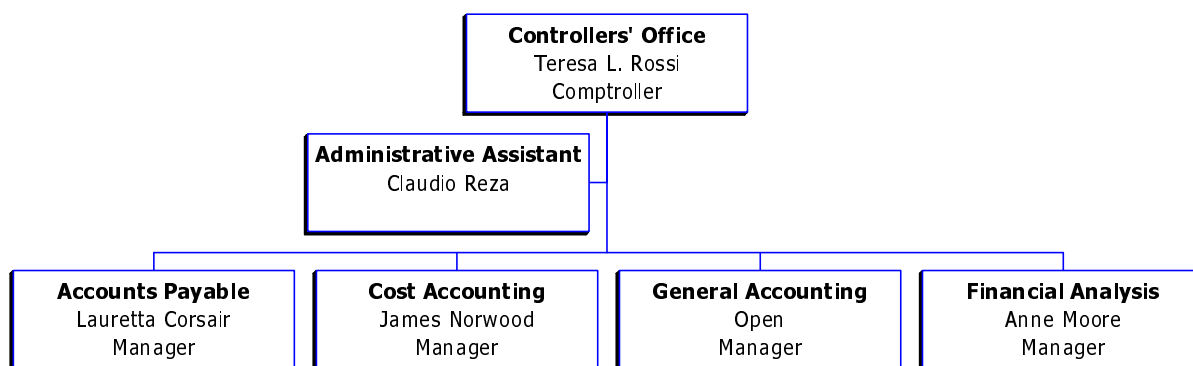 Controllers' Office
Teresa L. Rossi
Comptroller
Administrative Assistant
Claudio Reza
Accounts Payable
Lauretta Corsair
Manager
Cost Accounting
James Norwood
Manager
General Accounting
Open
Manager
Financial Analysis
Anne Moore
Manager